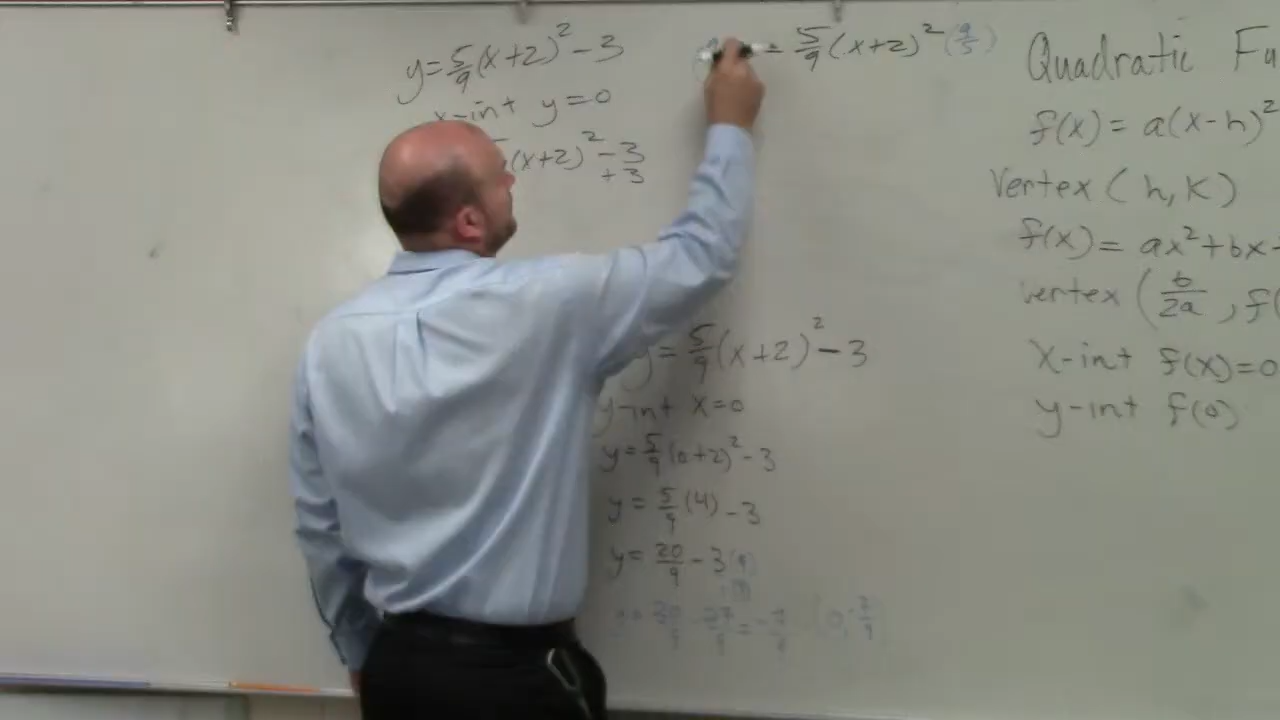 y = 5/9 (x+2)² - 3
x-int y = 0
(x+2)² - 3
+ 3
= 5/9 (x+2)² (9/5)
y = 5/9 (x+2)² - 3
y-int x = 0
y = 5/9 (0+2)² - 3
y = 5/9 (4) - 3
y = 20/9 - 3 (9)
(9)
20/9 - 27/9 = -7/9 (0, -7/9)
Quadratic Fu
f(x) = a(x-h)²
Vertex (h, K)
f(x) = ax² + bx
vertex (b/2a , f(
X-int f(x) = 0
y-int f(0)